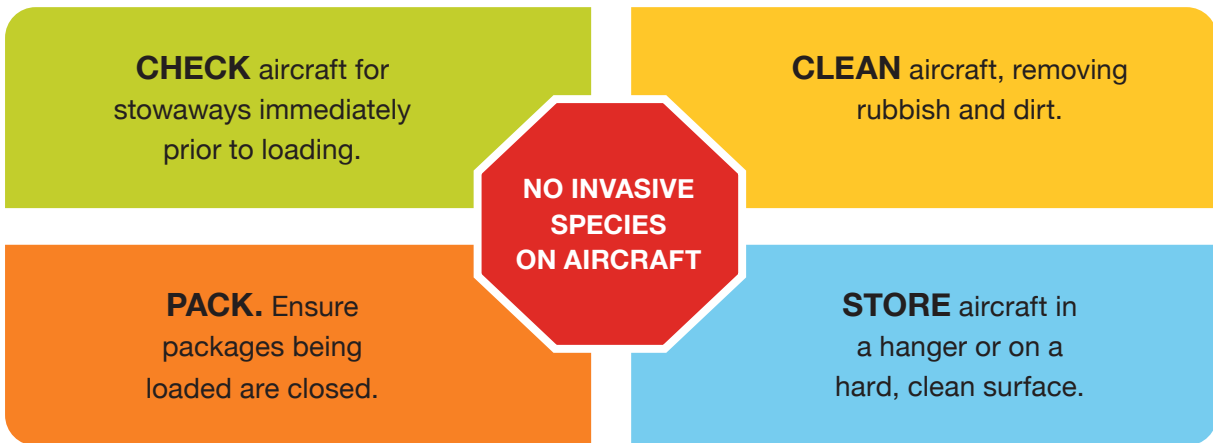 CHECK aircraft for
stowaways immediately
prior to loading.
CLEAN aircraft, removing
rubbish and dirt.
NO INVASIVE
SPECIES
ON AIRCRAFT
PACK. Ensure
packages being
loaded are closed.
STORE aircraft in
a hanger or on a
hard, clean surface.